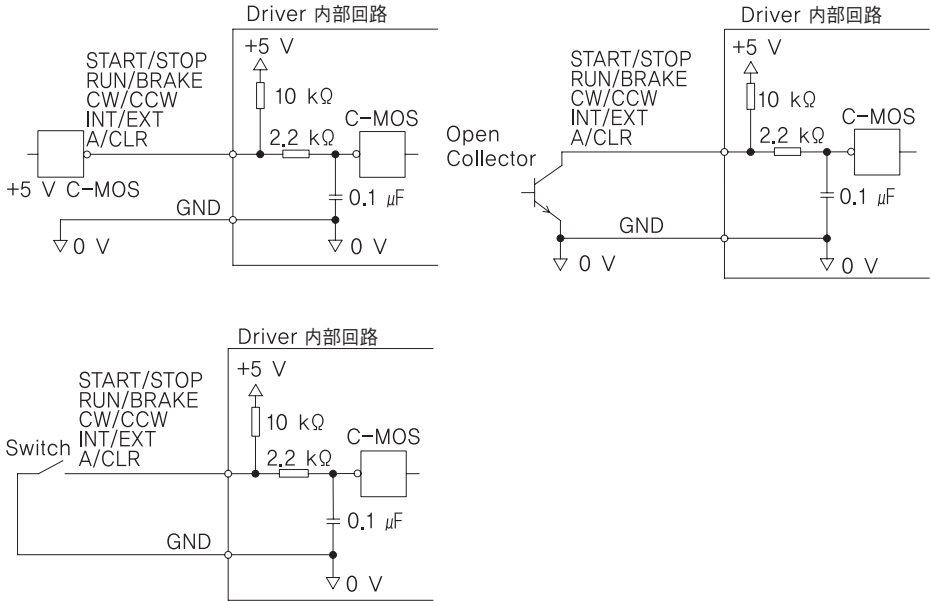 Driver 内部回路
+5 V
START/STOP
RUN/BRAKE
CW/CCW
INT/EXT
A/CLR
10 kΩ
C-MOS
2.2 kΩ
+5 V C-MOS
0.1 µF
GND
0 V
0 V
Driver 内部回路
+5 V
START/STOP
RUN/BRAKE
CW/CCW
INT/EXT
A/CLR
10 kΩ
C-MOS
2.2 kΩ
Open
Collector
0.1 µF
GND
0 V
0 V
Driver 内部回路
+5 V
START/STOP
RUN/BRAKE
CW/CCW
INT/EXT
A/CLR
10 kΩ
C-MOS
Switch
2.2 kΩ
0.1 µF
GND
0 V